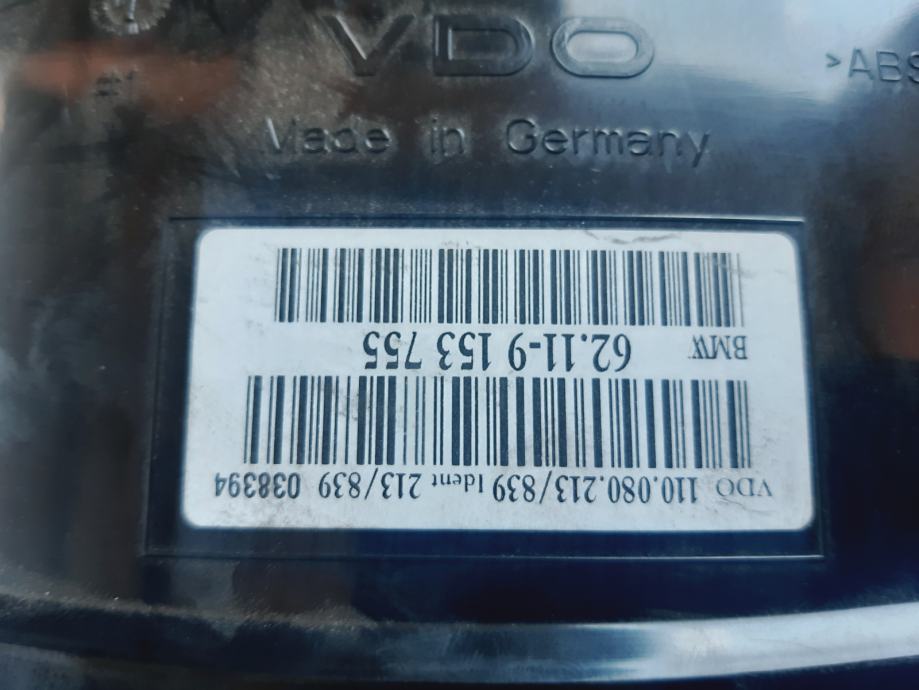 VDO
>ABS
#1
Made in Germany
VDO 110.080.213/839 Ident 213/839 038394
BMW 62.11-9 153 755